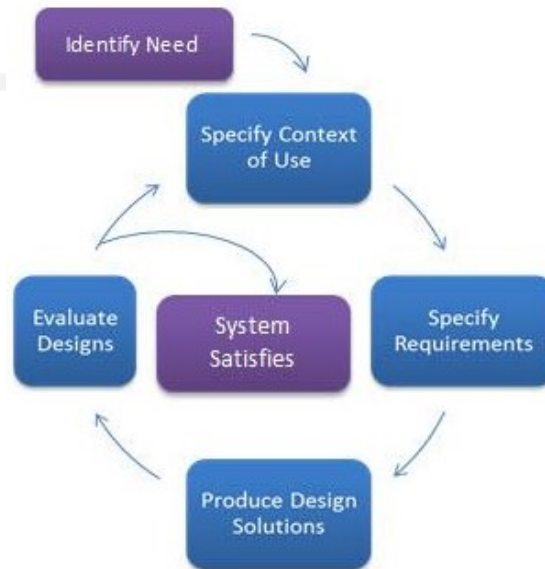 Identify Need
Specify Context
of Use
Evaluate
Designs
System
Satisfies
Specify
Requirements
Produce Design
Solutions